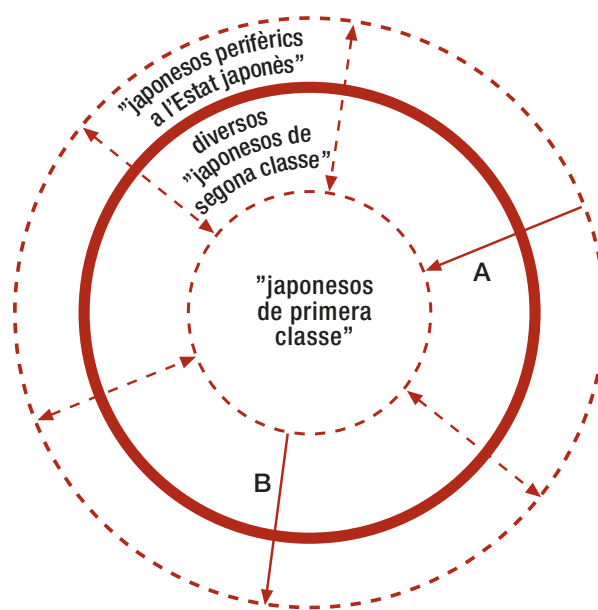 ”japonesos perifèrics
a l’Estat japonès”
diversos
”japonesos de
segona classe”
A
”japonesos
de primera
classe”
B